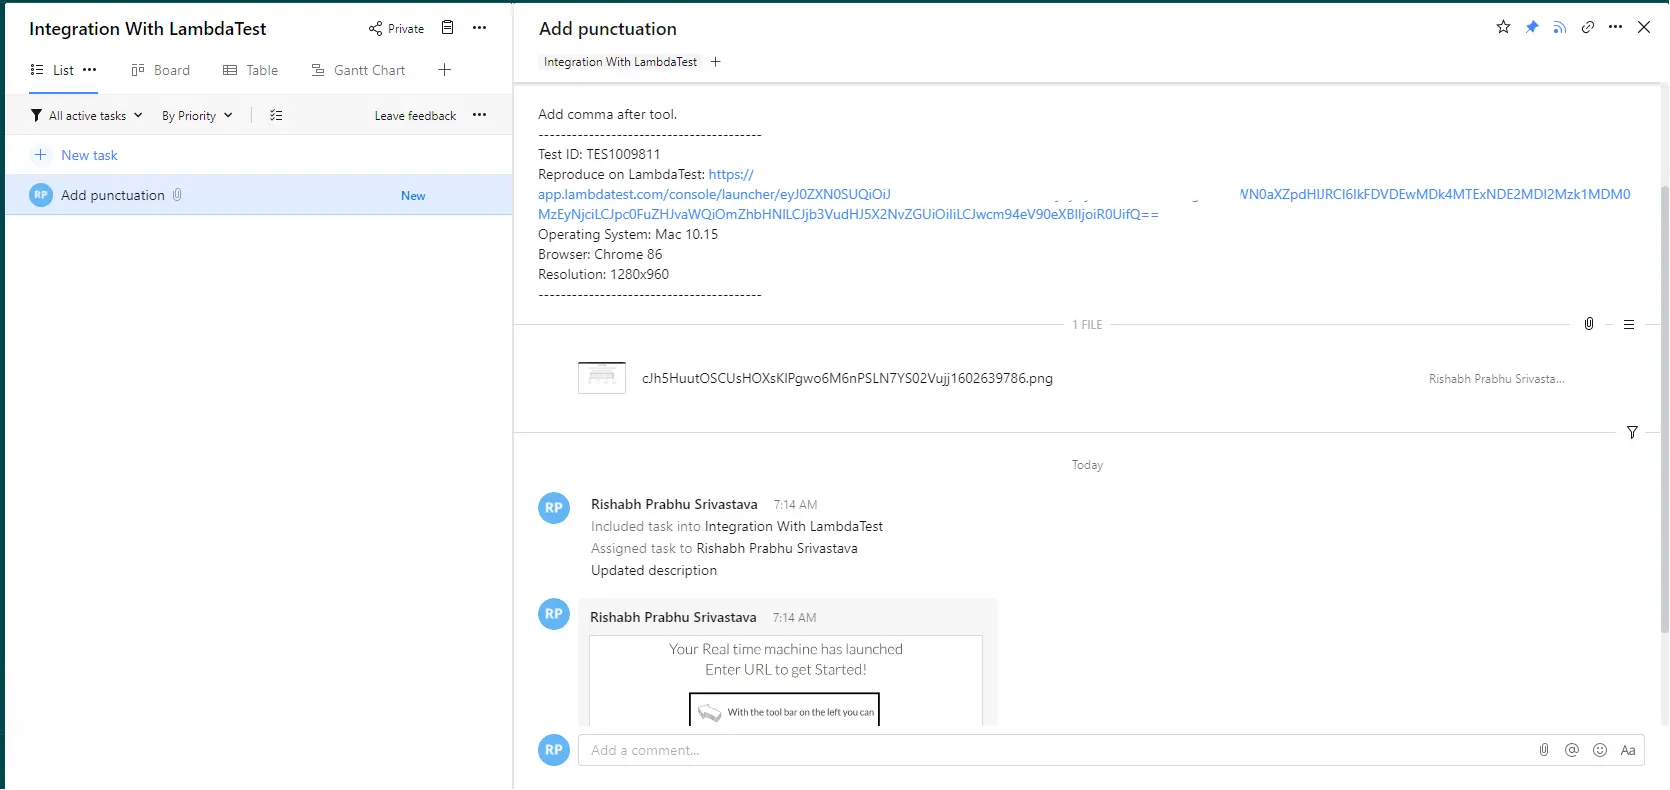 Integration With LambdaTest
Private
List
Board
Table
Gantt Chart
All active tasks
By Priority
Leave feedback
New task
RP
Add punctuation
New
Add punctuation
Integration With LambdaTest
Add comma after tool.
----------------------------------------
Test ID: TES1009811
Reproduce on LambdaTest: https://
app.lambdatest.com/console/launcher/
Operating System: Mac 10.15
Browser: Chrome 86
Resolution: 1280x960
----------------------------------------
1 FILE
Rishabh Prabhu Srivasta...
Today
RP
Rishabh Prabhu Srivastava 7:14 AM
Included task into Integration With LambdaTest
Assigned task to Rishabh Prabhu Srivastava
Updated description
RP
Rishabh Prabhu Srivastava 7:14 AM
Your Real time machine has launched
Enter URL to get Started!
With the tool bar on the left you can
RP
Add a comment...
Aa